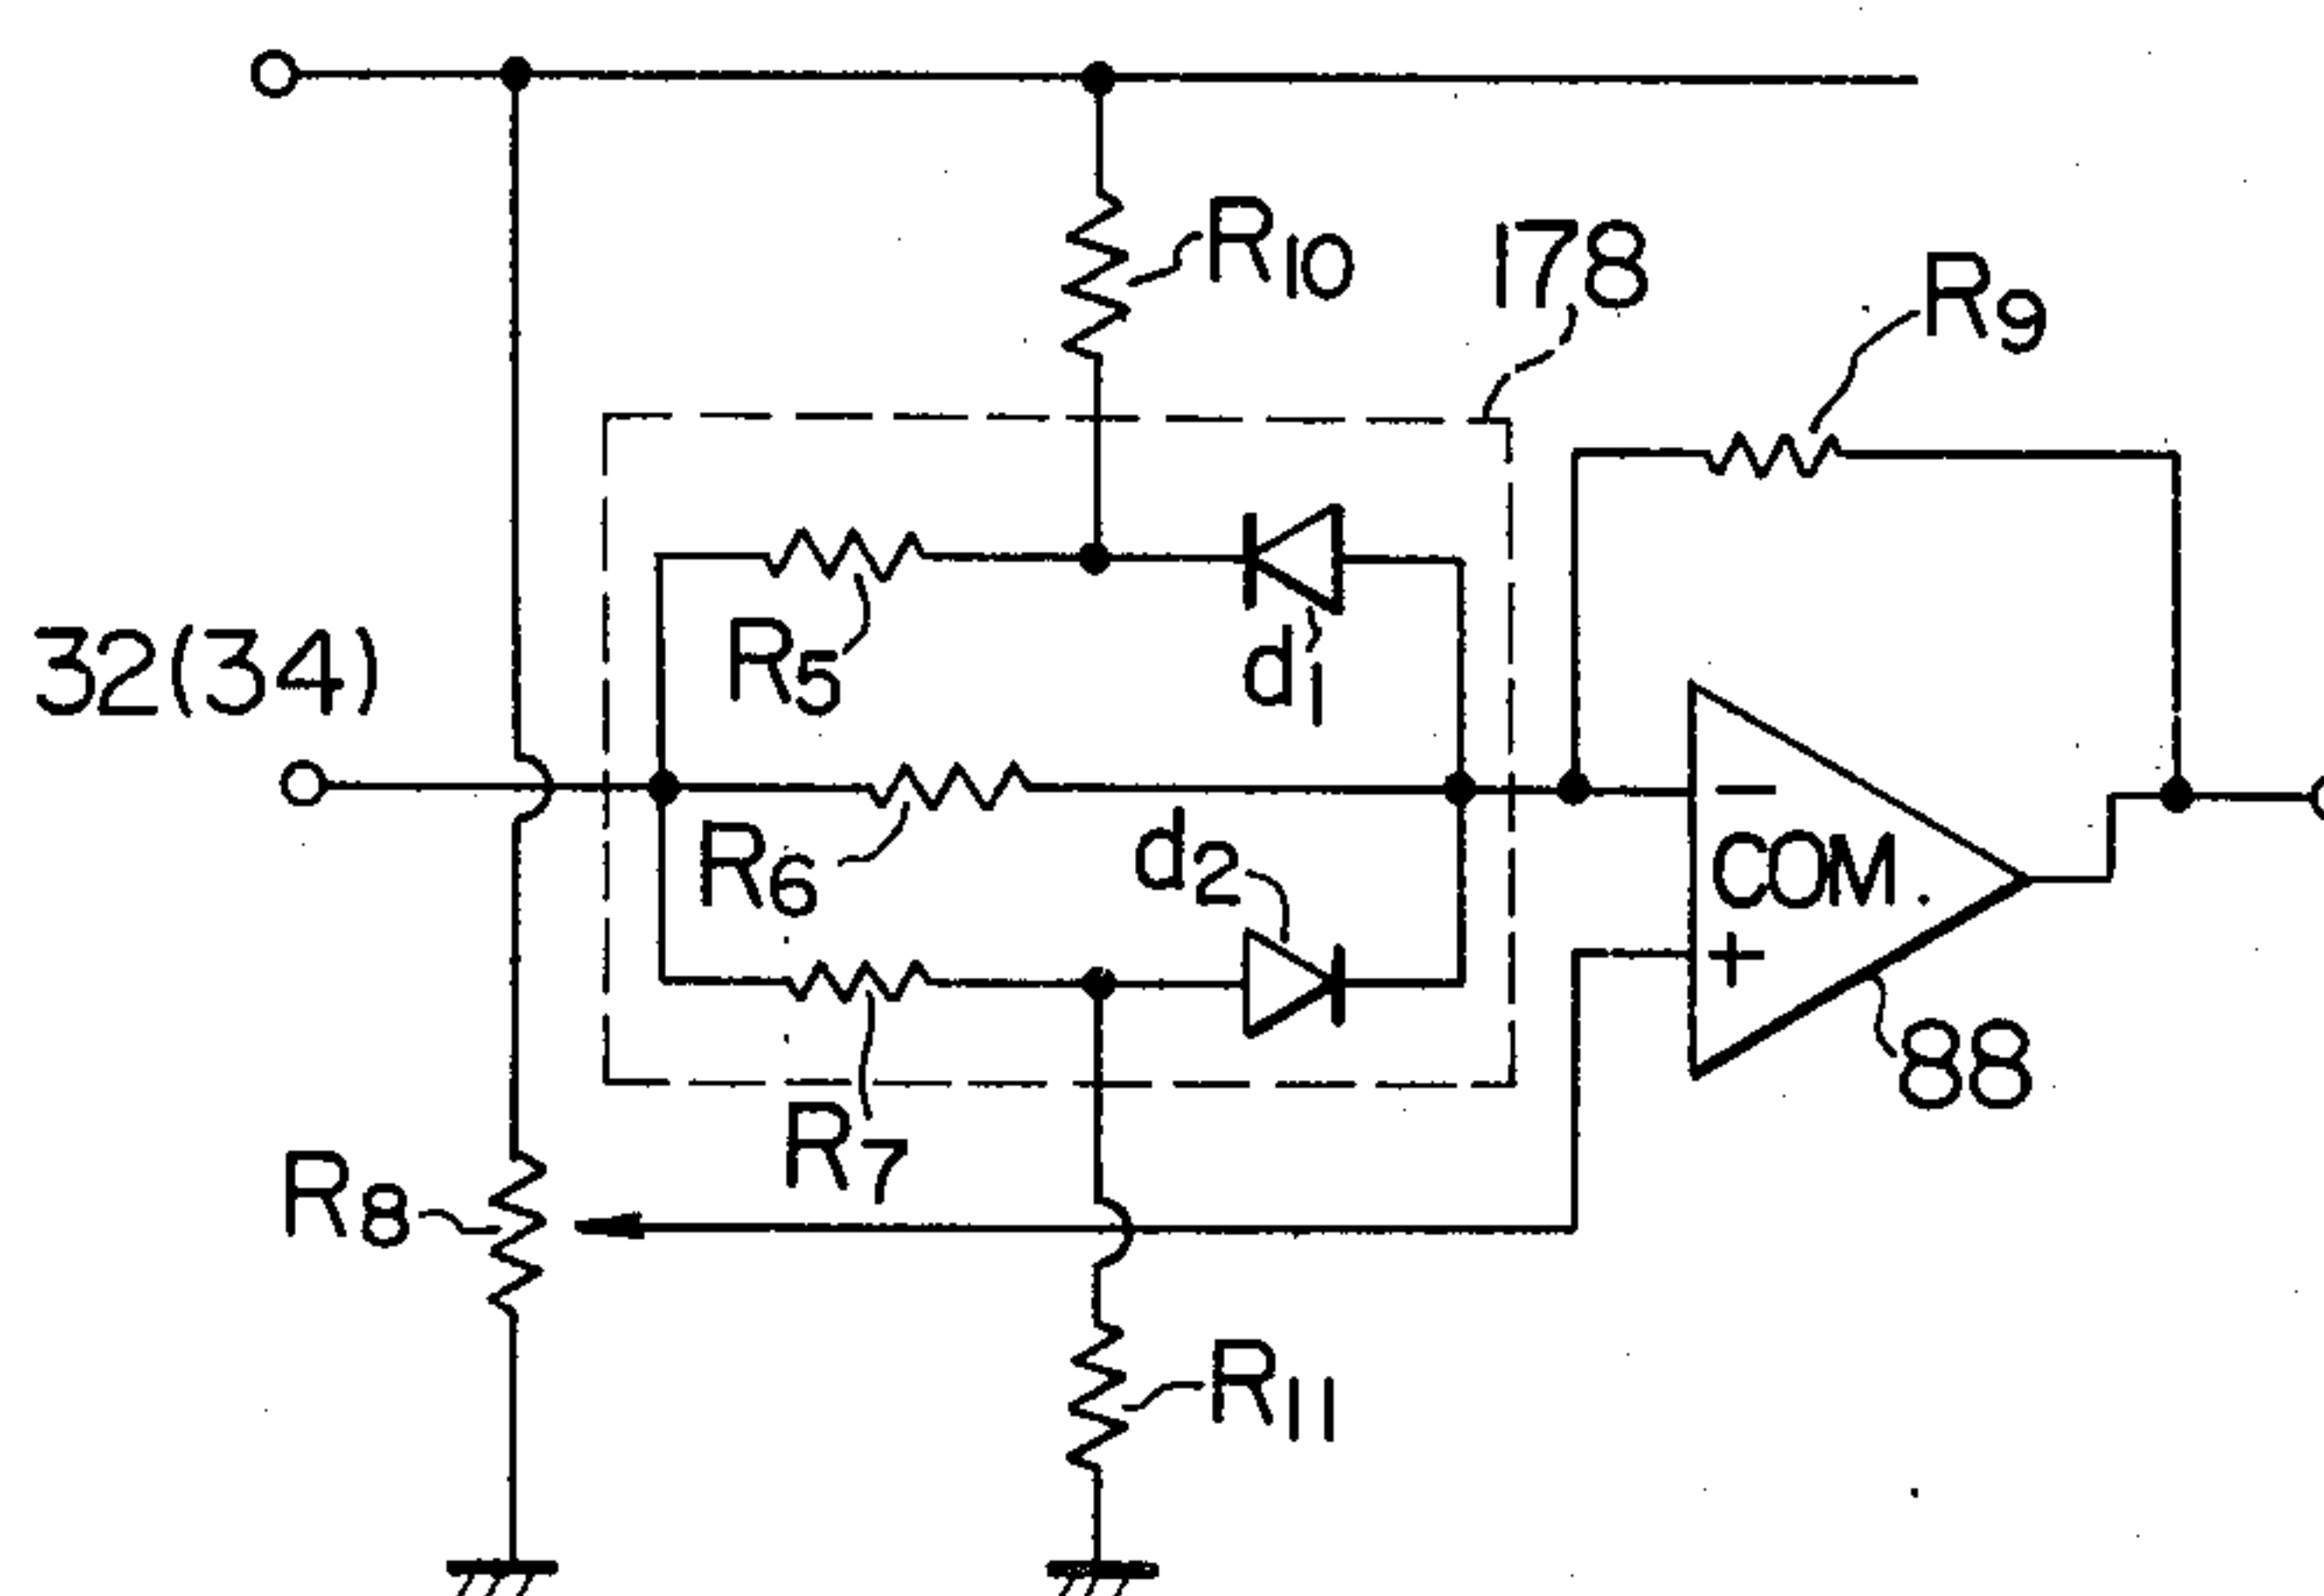 R10
178
R9
R5
d1
32(34)
R6
d2
−
COM.
+
88
R7
R8
R11